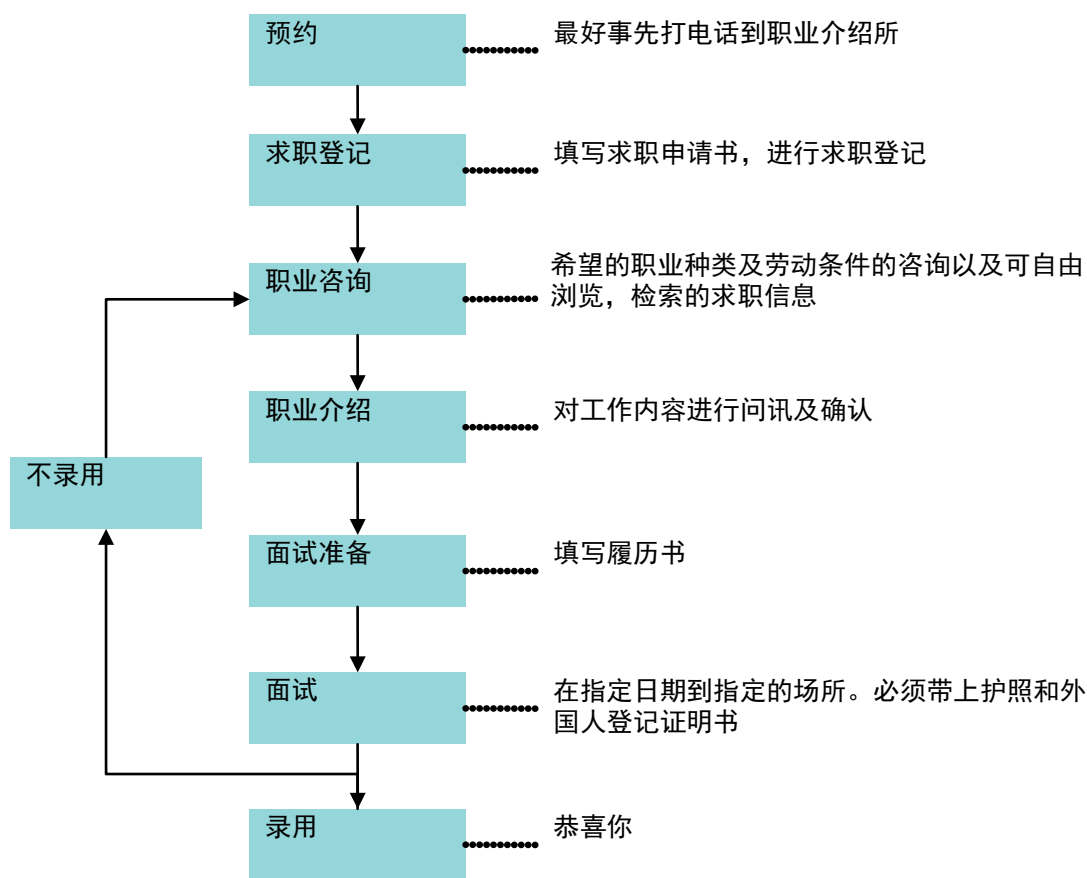 预约
最好事先打电话到职业介绍所
求职登记
填写求职申请书，进行求职登记
职业咨询
希望的职业种类及劳动条件的咨询以及可自由
浏览，检索的求职信息
职业介绍
对工作内容进行问讯及确认
不录用
面试准备
填写履历书
面试
在指定日期到指定的场所。必须带上护照和外
国人登记证明书
录用
恭喜你